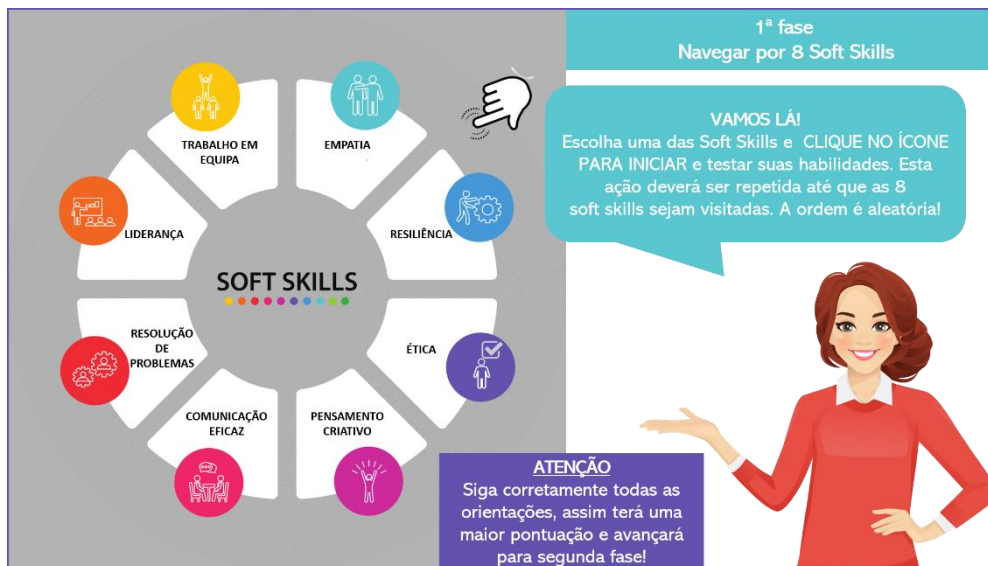 1ª fase
Navegar por 8 Soft Skills
VAMOS LÁ!
Escolha uma das Soft Skills e CLIQUE NO ÍCONE
PARA INICIAR e testar suas habilidades. Esta
ação deverá ser repetida até que as 8
soft skills sejam visitadas. A ordem é aleatória!
TRABALHO EM
EQUIPA
EMPATIA
LIDERANÇA
RESILIÊNCIA
SOFT SKILLS
RESOLUÇÃO
DE
PROBLEMAS
ÉTICA
COMUNICAÇÃO
EFICAZ
PENSAMENTO
CRIATIVO
ATENÇÃO
Siga corretamente todas as
orientações, assim terá uma
maior pontuação e avançará
para segunda fase!